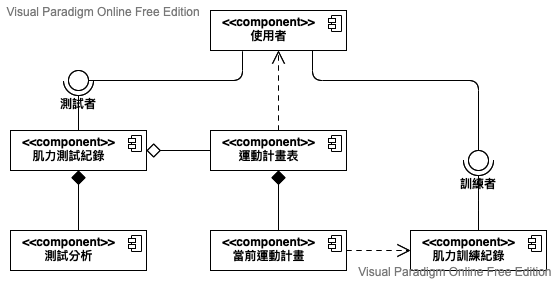 Visual Paradigm Online Free Edition
<<component>>
使用者
測試者
<<component>>
肌力測試紀錄
<<component>>
運動計畫表
訓練者
<<component>>
測試分析
<<component>>
當前運動計畫
<<component>>
肌力訓練紀錄
Visual Paradigm Online Free Edition